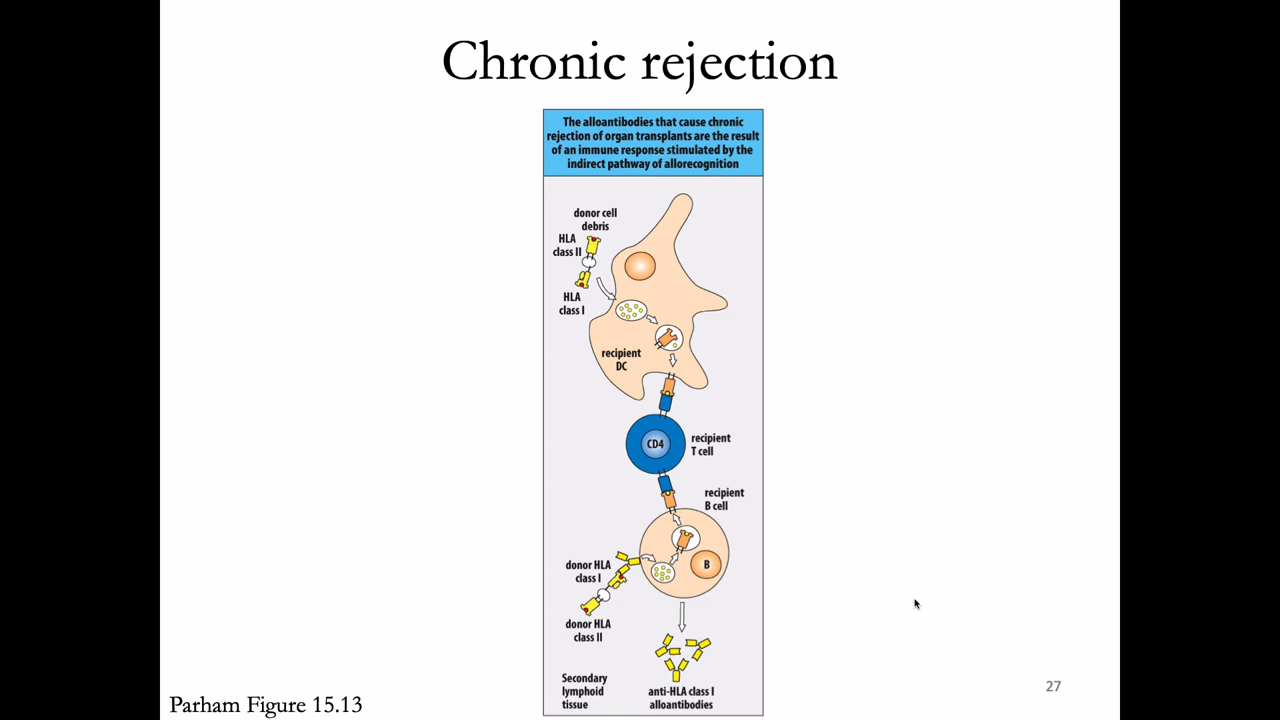 Chronic rejection
The alloantibodies that cause chronic
rejection of organ transplants are the result
of an immune response stimulated by the
indirect pathway of allorecognition
donor cell
debris
HLA
class II
HLA
class I
recipient
DC
CD4
recipient
T cell
recipient
B cell
B
donor HLA
class I
donor HLA
class II
Secondary
lymphoid
tissue
anti-HLA class I
alloantibodies
27
Parham Figure 15.13